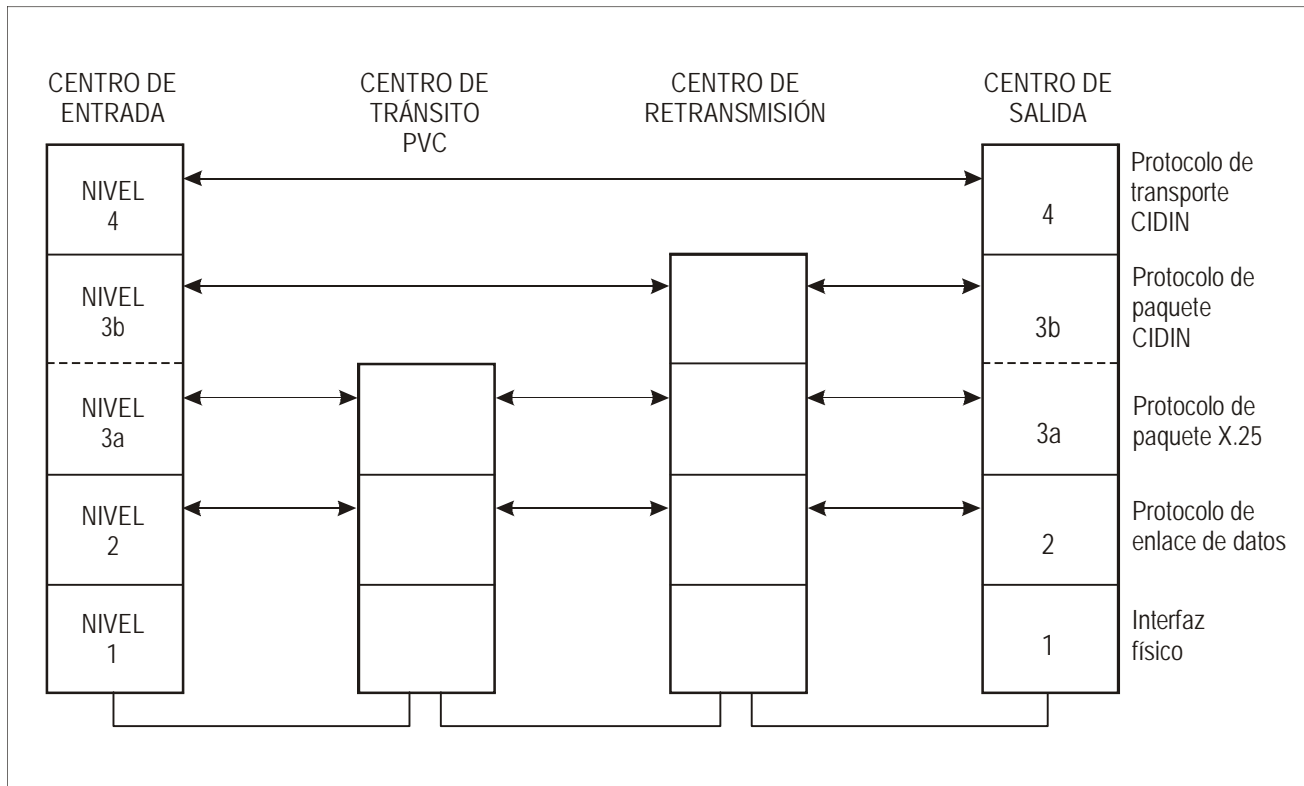 CENTRO DE
ENTRADA
CENTRO DE
TRÁNSITO
PVC
CENTRO DE
RETRANSMISIÓN
CENTRO DE
SALIDA
NIVEL
4
4
Protocolo de
transporte
CIDIN
NIVEL
3b
3b
Protocolo de
paquete
CIDIN
NIVEL
3a
3a
Protocolo de
paquete X.25
NIVEL
2
2
Protocolo de
enlace de datos
NIVEL
1
1
Interfaz
físico